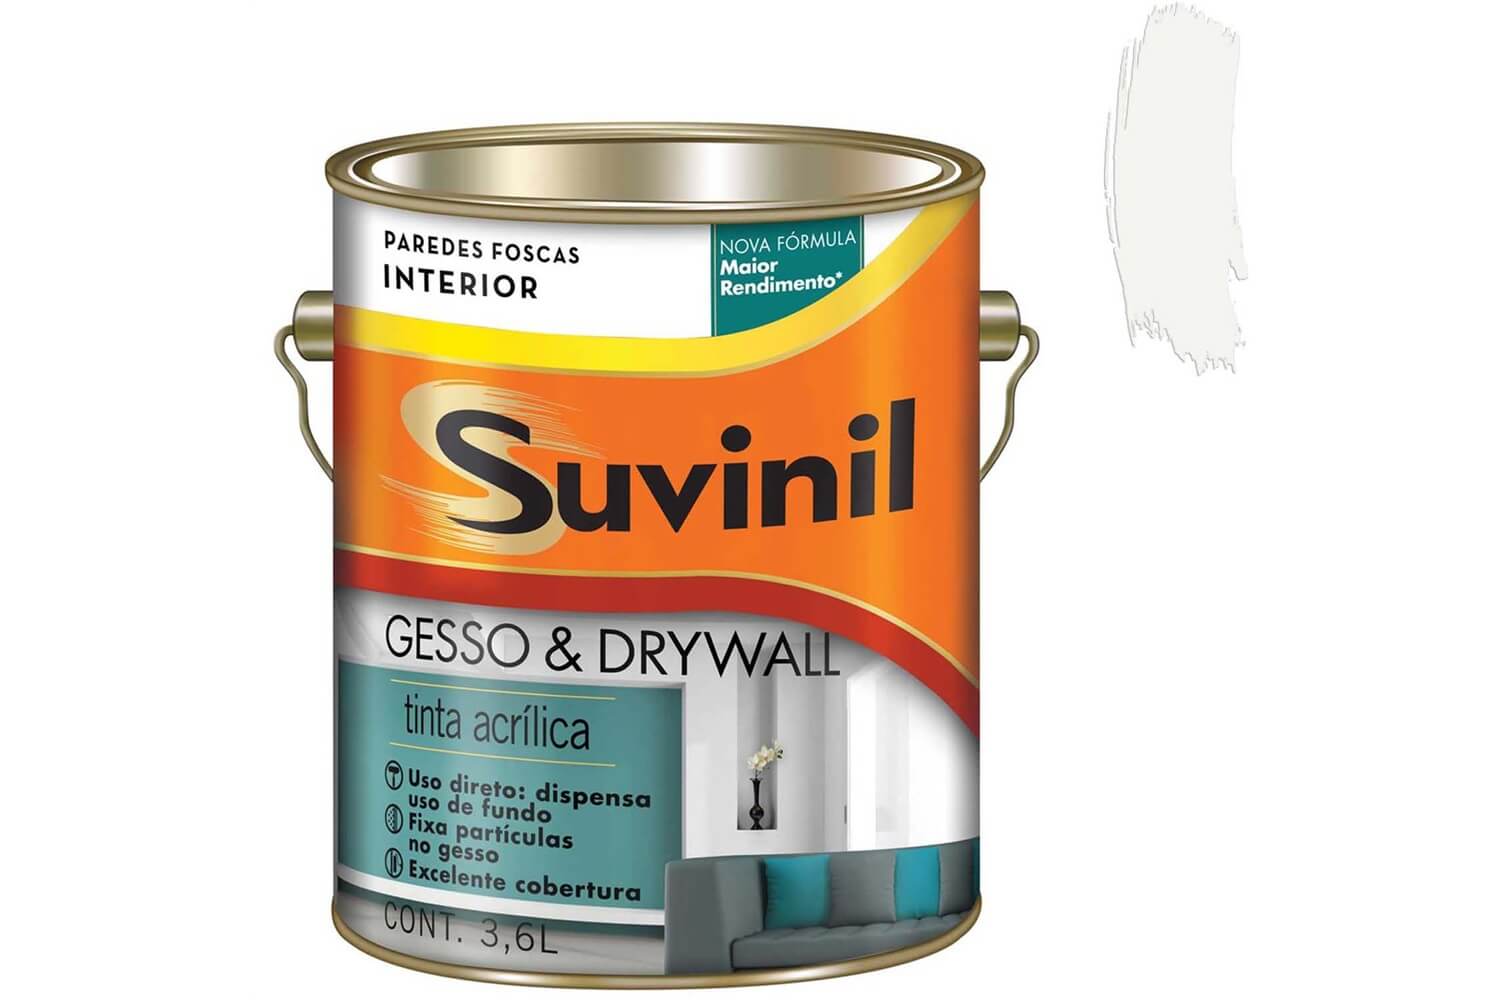 PAREDES FOSCAS
INTERIOR
NOVA FÓRMULA
Maior
Rendimento*
Suvinil
GESSO & DRYWALL
tinta acrílica
Uso direto: dispensa
uso de fundo
Fixa partículas
no gesso
Excelente cobertura
CONT. 3,6L